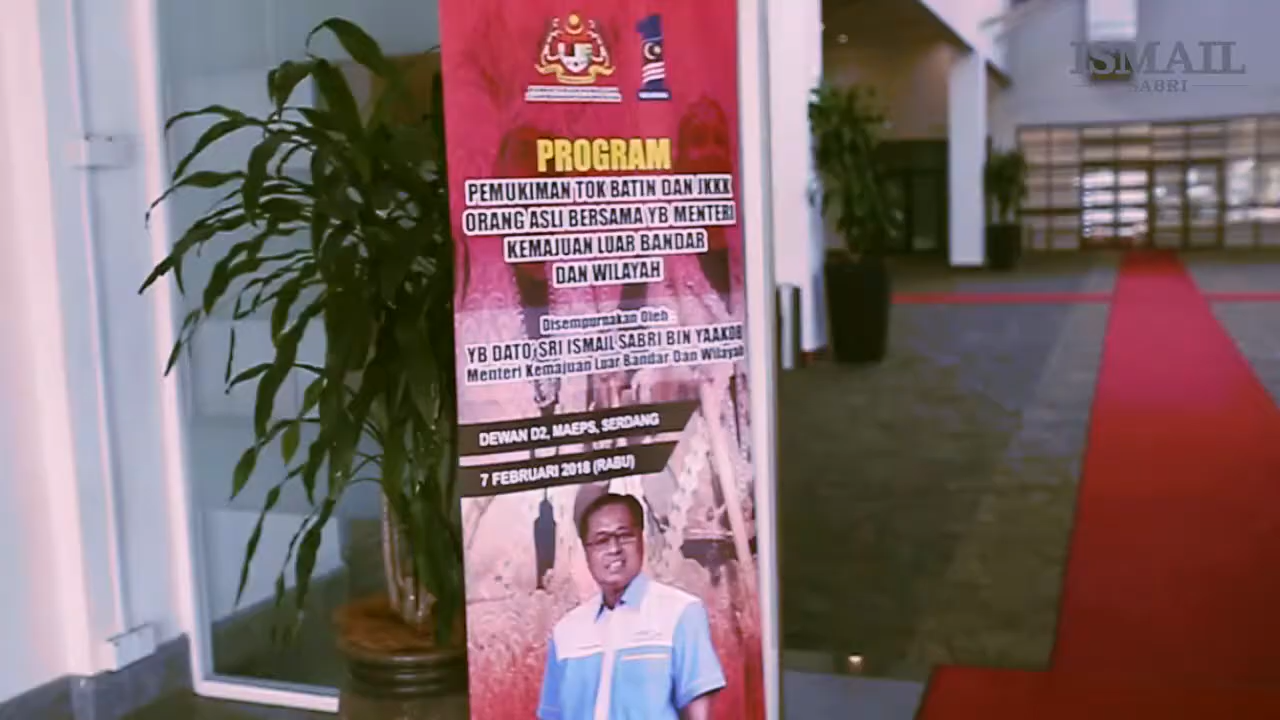 ISMAIL
SABRI
PROGRAM
PEMUKIMAN TOK BATIN DAN JKKK
ORANG ASLI BERSAMA YB MENTERI
KEMAJUAN LUAR BANDAR
DAN WILAYAH
Disempurnakan Oleh :
YB DATO' SRI ISMAIL SABRI BIN YAAKOB
Menteri Kemajuan Luar Bandar Dan Wilayah
DEWAN D2, MAEPS, SERDANG
7 FEBRUARI 2018 (RABU)